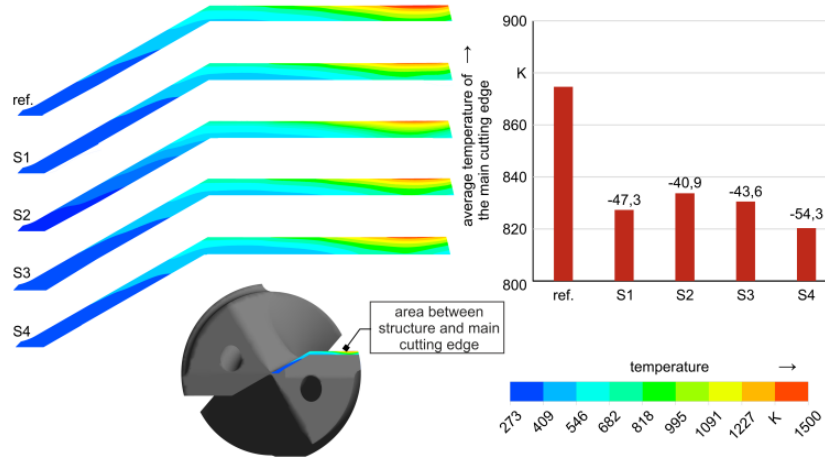 ref.
S1
S2
S3
S4
area between
structure and main
cutting edge
average temperature of →
the main cutting edge
900
K
860
840
820
800
-47,3
-40,9
-43,6
-54,3
ref. S1 S2 S3 S4
temperature →
273 409 546 682 818 995 1091 1227 K 1500